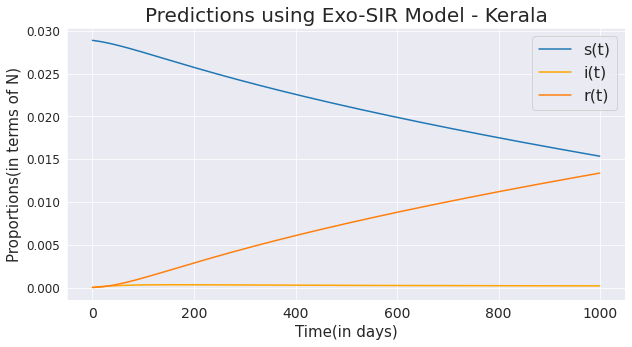 Predictions using Exo-SIR Model - Kerala
Proportions(in terms of N)
0.030
0.025
0.020
0.015
0.010
0.005
0.000
s(t)
i(t)
r(t)
0 200 400 600 800 1000
Time(in days)